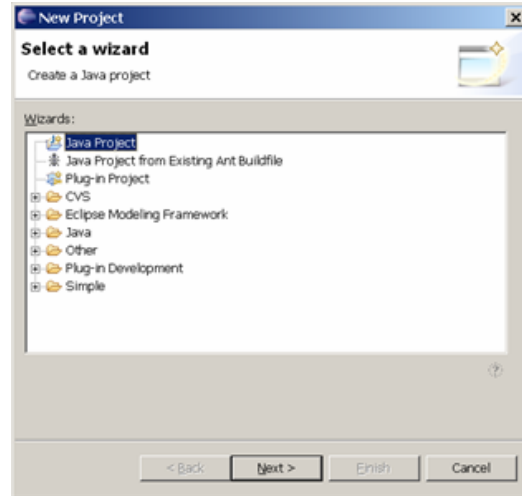 New Project
Select a wizard
Create a Java project
Wizards:
Java Project
Java Project from Existing Ant Buildfile
Plug-in Project
CVS
Eclipse Modeling Framework
Java
Other
Plug-in Development
Simple
< Back
Next >
Finish
Cancel